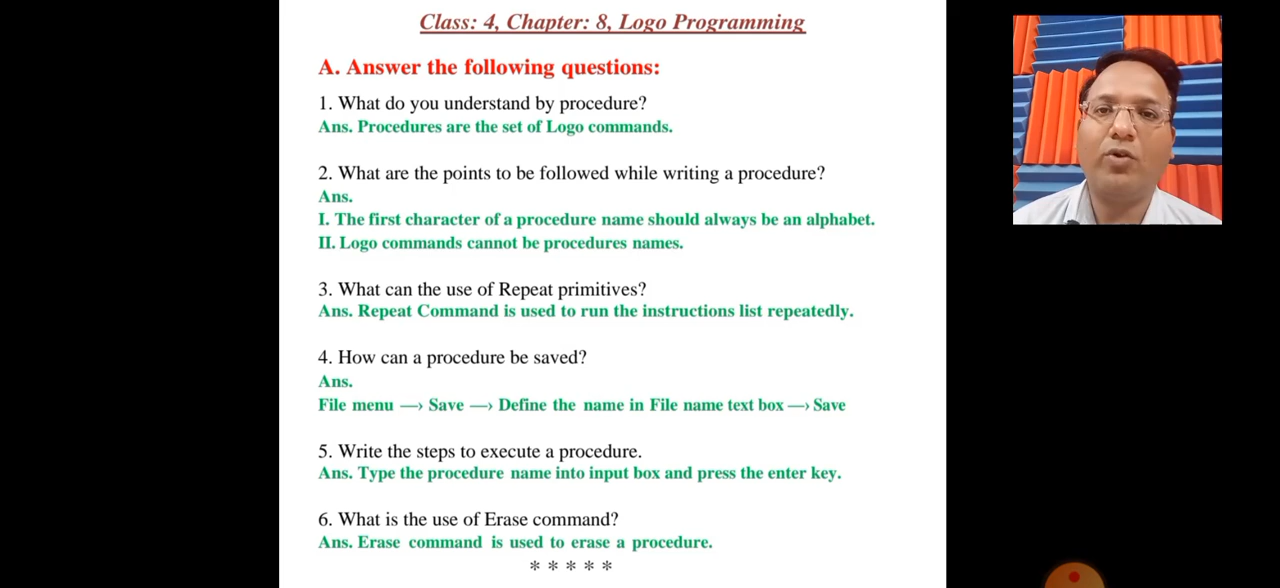 Class: 4, Chapter: 8, Logo Programming
A. Answer the following questions:
1. What do you understand by procedure?
Ans. Procedures are the set of Logo commands.
2. What are the points to be followed while writing a procedure?
Ans.
I. The first character of a procedure name should always be an alphabet.
II. Logo commands cannot be procedures names.
3. What can the use of Repeat primitives?
Ans. Repeat Command is used to run the instructions list repeatedly.
4. How can a procedure be saved?
Ans.
File menu —› Save —› Define the name in File name text box —› Save
5. Write the steps to execute a procedure.
Ans. Type the procedure name into input box and press the enter key.
6. What is the use of Erase command?
Ans. Erase command is used to erase a procedure.
* * * * *